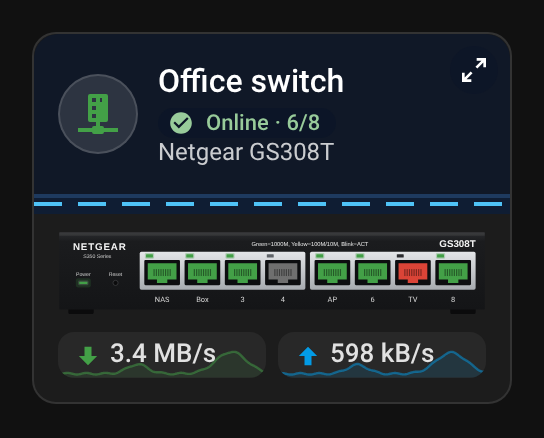 Office switch
Online · 6/8
Netgear GS308T
NETGEAR
S350 Series
Green=1000M, Yellow=100M/10M, Blink=ACT
GS308T
Power
Reset
NAS
Box
3
4
AP
6
TV
8
3.4 MB/s
598 kB/s